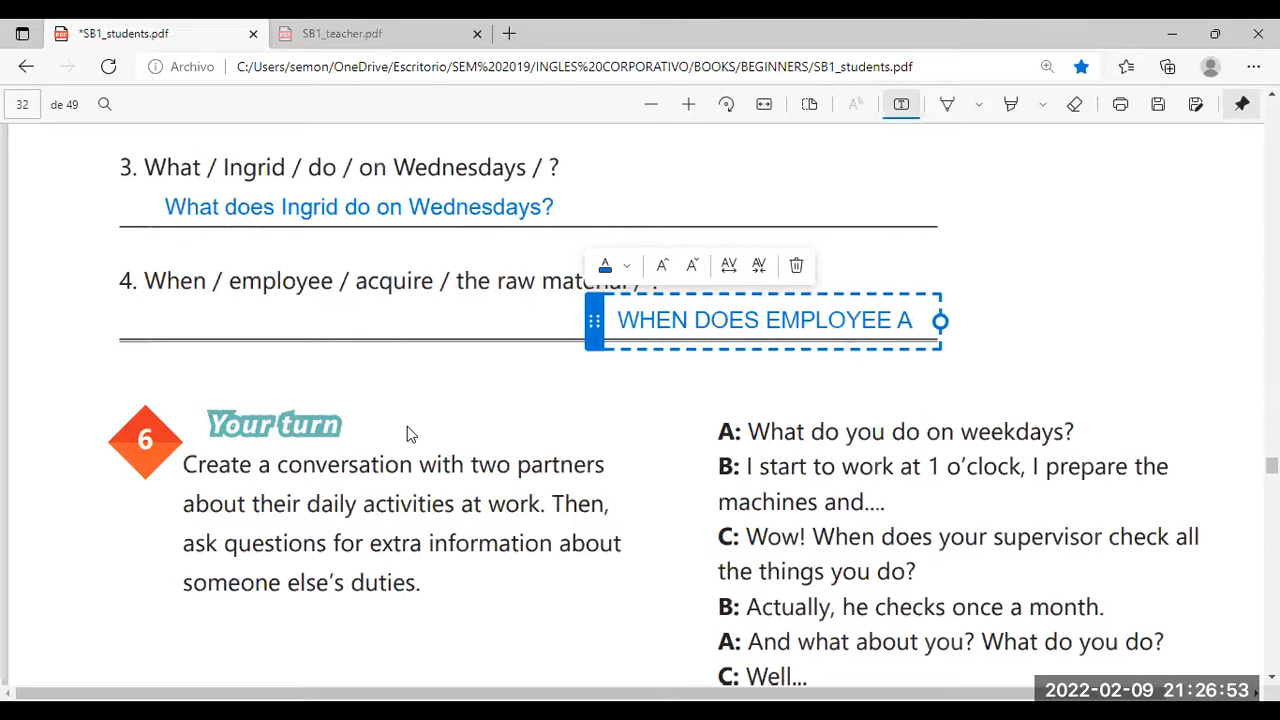 *SB1_students.pdf
SB1_teacher.pdf
Archivo
C:/Users/semon/OneDrive/Escritorio/SEM%202019/INGLES%20CORPORATIVO/BOOKS/BEGINNERS/SB1_students.pdf
32 de 49
3. What / Ingrid / do / on Wednesdays / ?
What does Ingrid do on Wednesdays?
4. When / employee / acquire / the raw material / ?
WHEN DOES EMPLOYEE A
6
Your turn
Create a conversation with two partners
about their daily activities at work. Then,
ask questions for extra information about
someone else's duties.
A: What do you do on weekdays?
B: I start to work at 1 o'clock, I prepare the
machines and....
C: Wow! When does your supervisor check all
the things you do?
B: Actually, he checks once a month.
A: And what about you? What do you do?
C: Well...
2022-02-09 21:26:53